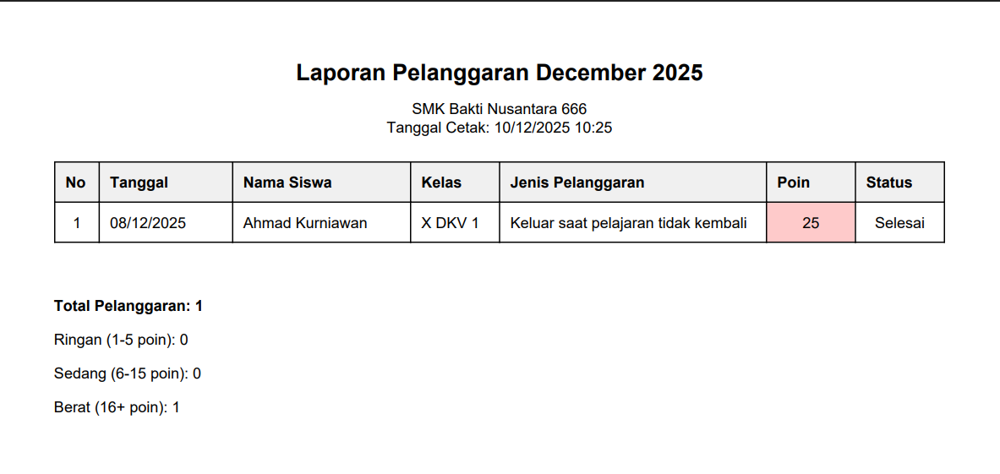 Laporan Pelanggaran December 2025
SMK Bakti Nusantara 666
Tanggal Cetak: 10/12/2025 10:25
No Tanggal Nama Siswa Kelas Jenis Pelanggaran Poin Status
1 08/12/2025 Ahmad Kurniawan X DKV 1 Keluar saat pelajaran tidak kembali 25 Selesai
Total Pelanggaran: 1
Ringan (1-5 poin): 0
Sedang (6-15 poin): 0
Berat (16+ poin): 1